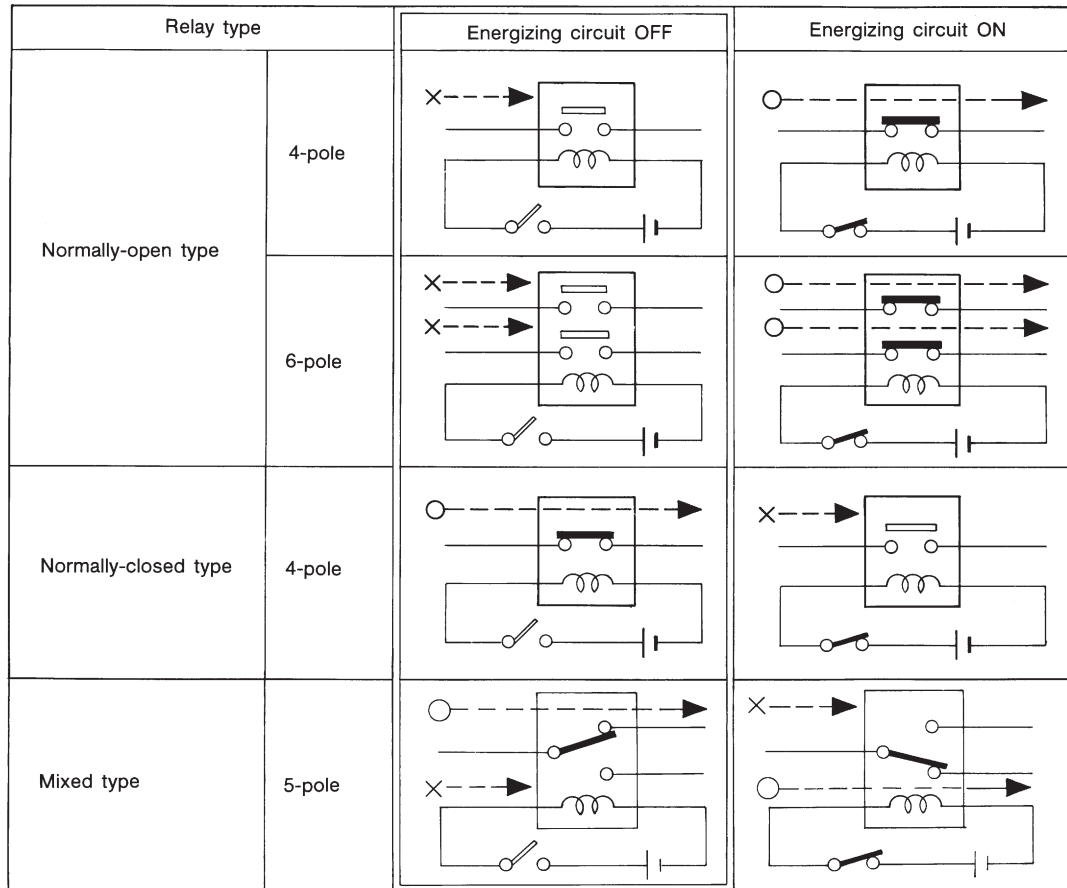 Relay type
Energizing circuit OFF
Energizing circuit ON
Normally-open type
4-pole
6-pole
Normally-closed type
4-pole
Mixed type
5-pole